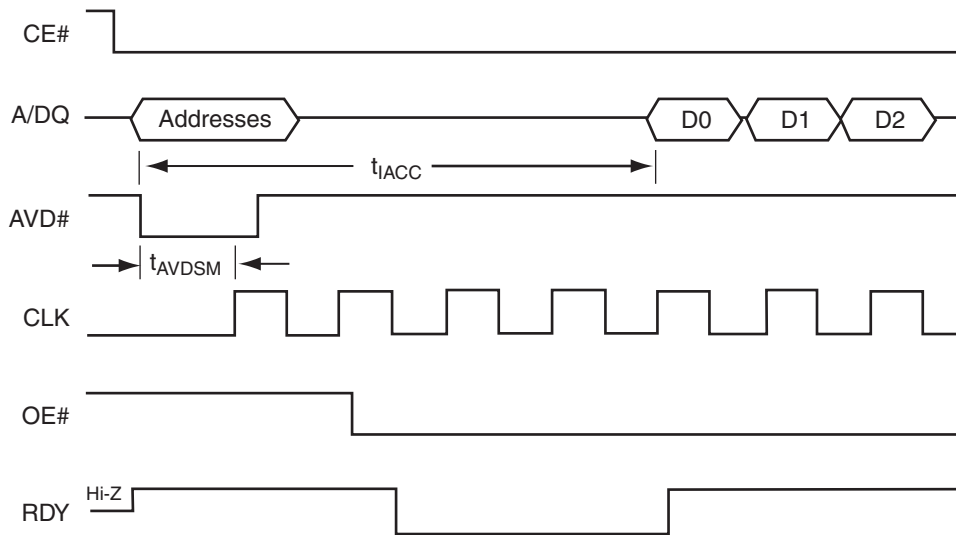 CE#
A/DQ
Addresses
D0
D1
D2
tIACC
AVD#
tAVDSM
CLK
OE#
Hi-Z
RDY